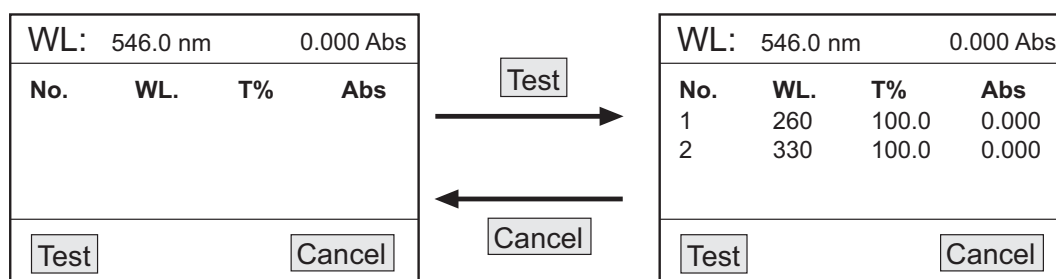 WL: 546.0 nm 0.000 Abs
No. WL. T% Abs
Test Cancel
Test
Cancel
WL: 546.0 nm 0.000 Abs
No. WL. T% Abs
1 260 100.0 0.000
2 330 100.0 0.000
Test Cancel